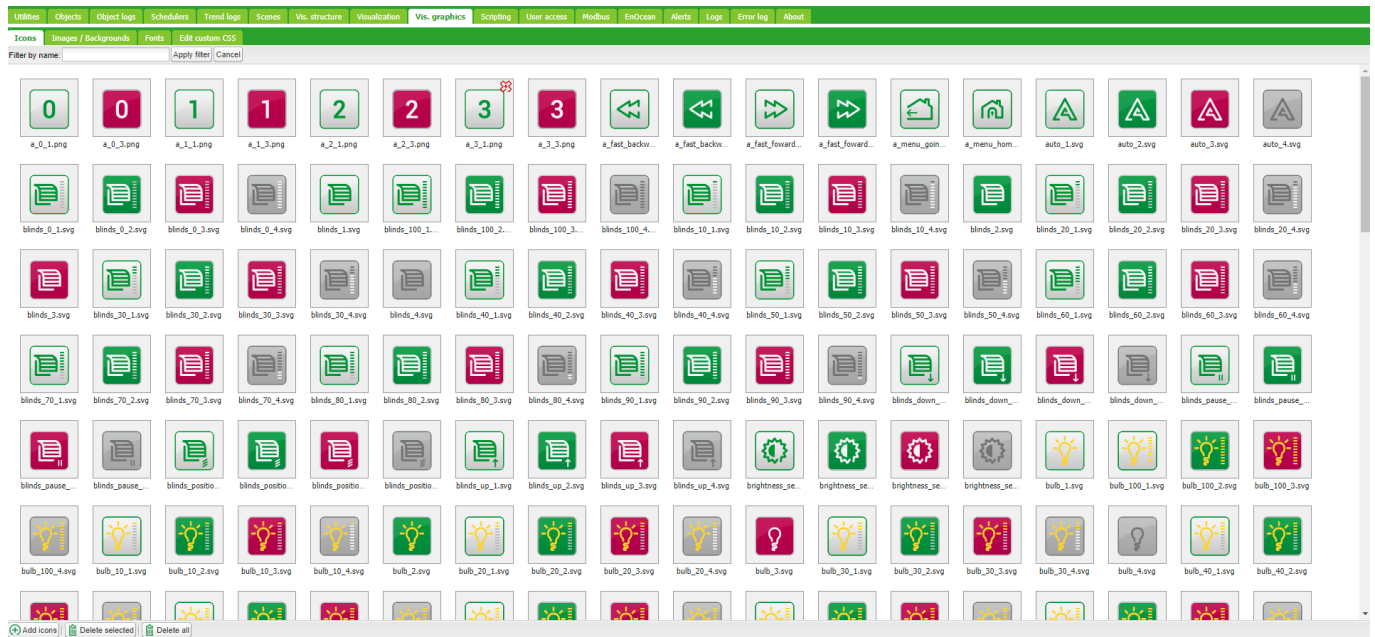 Utilities Objects Object logs Schedulers Trend logs Scenes Vis. structure Visualization Vis. graphics Scripting User access Modbus EnOcean Alerts Logs Error log About
Icons Images / Backgrounds Fonts Edit custom CSS
Filter by name: Apply filter Cancel
0 0 1 1 2 2 3 3
a_0_1.png a_0_3.png a_1_1.png a_1_3.png a_2_1.png a_2_3.png a_3_1.png a_3_3.png a_fast_backw... a_fast_backw... a_fast_foward... a_fast_foward... a_menu_goin... a_menu_hom... auto_1.svg auto_2.svg auto_3.svg auto_4.svg
blinds_0_1.svg blinds_0_2.svg blinds_0_3.svg blinds_0_4.svg blinds_1.svg blinds_100_1.... blinds_100_2.... blinds_100_3.... blinds_100_4.... blinds_10_1.svg blinds_10_2.svg blinds_10_3.svg blinds_10_4.svg blinds_2.svg blinds_20_1.svg blinds_20_2.svg blinds_20_3.svg blinds_20_4.svg
blinds_3.svg blinds_30_1.svg blinds_30_2.svg blinds_30_3.svg blinds_30_4.svg blinds_4.svg blinds_40_1.svg blinds_40_2.svg blinds_40_3.svg blinds_40_4.svg blinds_50_1.svg blinds_50_2.svg blinds_50_3.svg blinds_50_4.svg blinds_60_1.svg blinds_60_2.svg blinds_60_3.svg blinds_60_4.svg
blinds_70_1.svg blinds_70_2.svg blinds_70_3.svg blinds_70_4.svg blinds_80_1.svg blinds_80_2.svg blinds_80_3.svg blinds_80_4.svg blinds_90_1.svg blinds_90_2.svg blinds_90_3.svg blinds_90_4.svg blinds_down_... blinds_down_... blinds_down_... blinds_down_... blinds_pause_... blinds_pause_...
blinds_pause_... blinds_pause_... blinds_positio... blinds_positio... blinds_positio... blinds_positio... blinds_up_1.svg blinds_up_2.svg blinds_up_3.svg blinds_up_4.svg brightness_se... brightness_se... brightness_se... brightness_se... bulb_1.svg bulb_100_1.svg bulb_100_2.svg bulb_100_3.svg
bulb_100_4.svg bulb_10_1.svg bulb_10_2.svg bulb_10_3.svg bulb_10_4.svg bulb_2.svg bulb_20_1.svg bulb_20_2.svg bulb_20_3.svg bulb_20_4.svg bulb_3.svg bulb_30_1.svg bulb_30_2.svg bulb_30_3.svg bulb_30_4.svg bulb_4.svg bulb_40_1.svg bulb_40_2.svg
Add icons Delete selected Delete all